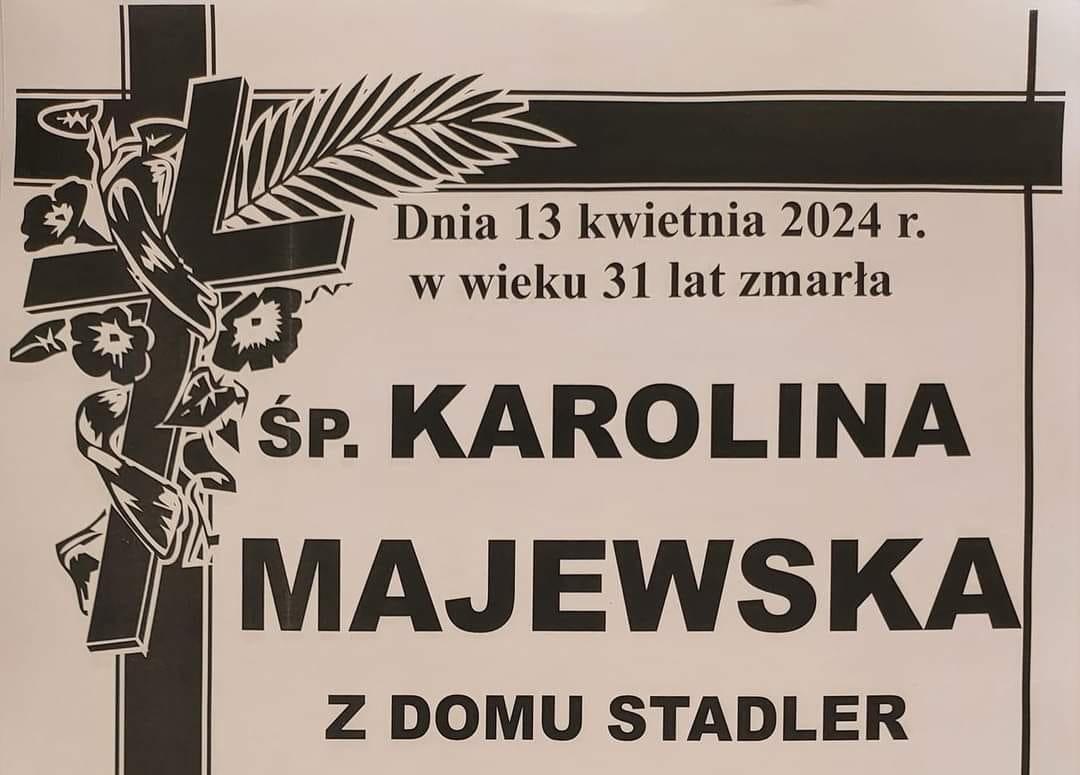 Dnia 13 kwietnia 2024 r.
w wieku 31 lat zmarła
ŚP. KAROLINA
MAJEWSKA
Z DOMU STADLER